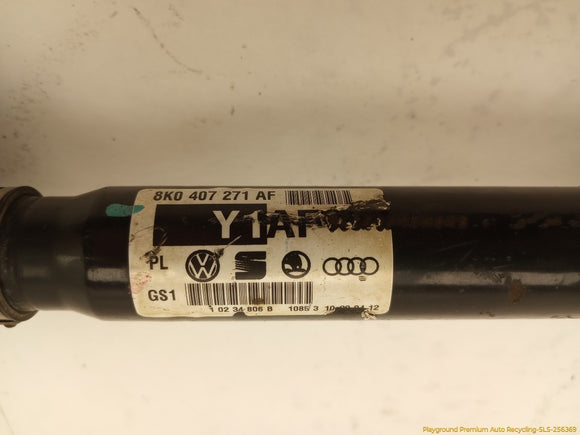 8K0 407 271 AF
Y1AF
PL
GS1
1 02 34 806 B 1085 3
Playground Premium Auto Recycling-SLS-256369